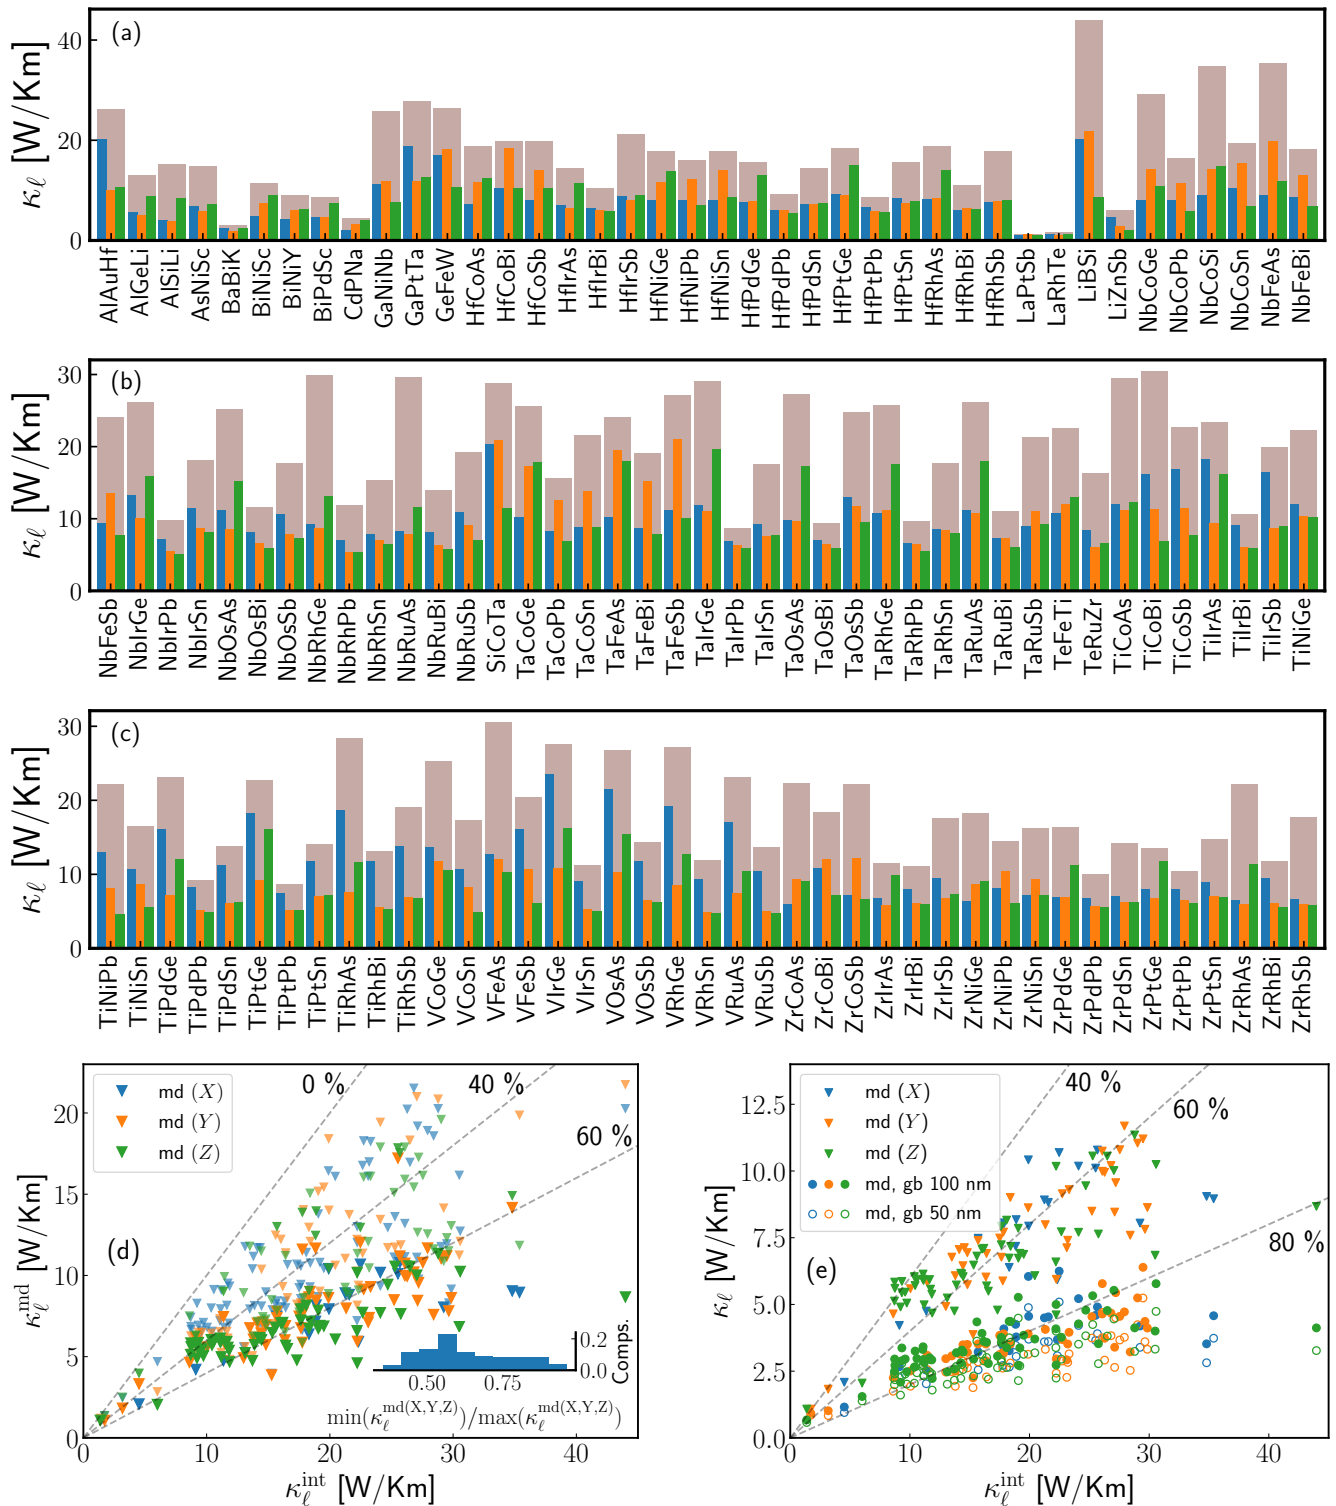 (a)
κℓ [W/Km]
40
20
0
AlAuHf AlGeLi AlSiLi AsNiSc BaBiK BiNiSc BiNiY BiPdSc CdPNa GaNiNb GaPtTa GeFeW HfCoAs HfCoBi HfCoSb HfIrAs HfIrBi HfIrSb HfNiGe HfNiPb HfNiSn HfPdGe HfPdPb HfPdSn HfPtGe HfPtPb HfPtSn HfRhAs HfRhBi HfRhSb LaPtSb LaRhTe LiBSi LiZnSb NbCoGe NbCoPb NbCoSi NbCoSn NbFeAs NbFeBi
(b)
κℓ [W/Km]
30
20
10
0
NbFeSb NbIrGe NbIrPb NbIrSn NbOsAs NbOsBi NbOsSb NbRhGe NbRhPb NbRhSn NbRuAs NbRuBi NbRuSb SiCoTa TaCoGe TaCoPb TaCoSn TaFeAs TaFeBi TaFeSb TaIrGe TaIrPb TaIrSn TaOsAs TaOsBi TaOsSb TaRhGe TaRhPb TaRhSn TaRuAs TaRuBi TaRuSb TeFeTi TeRuZr TiCoAs TiCoBi TiCoSb TiIrAs TiIrBi TiIrSb TiNiGe
(c)
κℓ [W/Km]
30
20
10
0
TiNiPb TiNiSn TiPdGe TiPdPb TiPdSn TiPtGe TiPtPb TiPtSn TiRhAs TiRhBi TiRhSb VCoGe VCoSn VFeAs VFeSb VIrGe VIrSn VOsAs VOsSb VRhGe VRhSn VRuAs VRuSb ZrCoAs ZrCoBi ZrCoSb ZrIrAs ZrIrBi ZrIrSb ZrNiGe ZrNiPb ZrNiSn ZrPdGe ZrPdPb ZrPdSn ZrPtGe ZrPtPb ZrPtSn ZrRhAs ZrRhBi ZrRhSb
md (X)
md (Y)
md (Z)
0 %
40 %
60 %
(d)
κℓ^md [W/Km]
20
15
10
5
0
0.2
0.0
Comps.
0.50 0.75
min(κℓ^md(X,Y,Z))/max(κℓ^md(X,Y,Z))
0 10 20 30 40
κℓ^int [W/Km]
md (X)
md (Y)
md (Z)
md, gb 100 nm
md, gb 50 nm
40 %
60 %
80 %
(e)
κℓ [W/Km]
12.5
10.0
7.5
5.0
2.5
0.0
0 10 20 30 40
κℓ^int [W/Km]